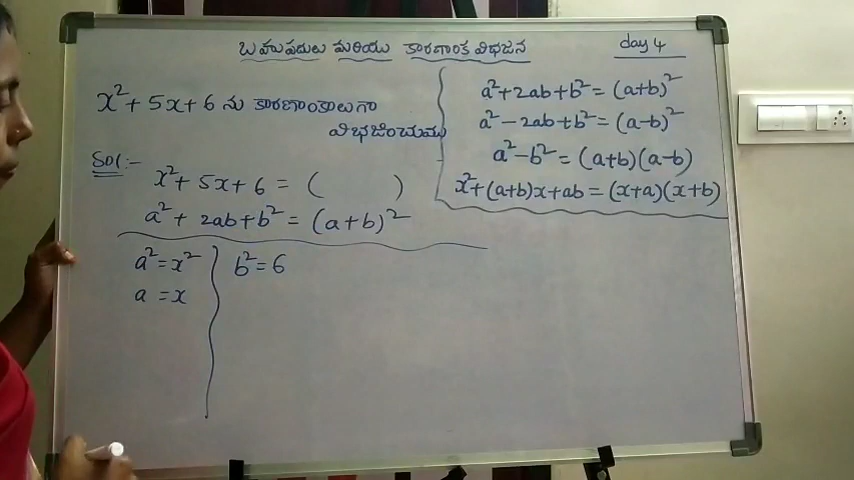 బహుపదులు మరియు కారణాంక విభజన
day 4
x² + 5x + 6 ను కారణాంకాలుగా
విభజించుము
Sol:-
x² + 5x + 6 = (      )
a² + 2ab + b² = (a+b)²
a² = x²
a = x
b² = 6
a² + 2ab + b² = (a+b)²
a² - 2ab + b² = (a-b)²
a² - b² = (a+b)(a-b)
x² + (a+b)x + ab = (x+a)(x+b)